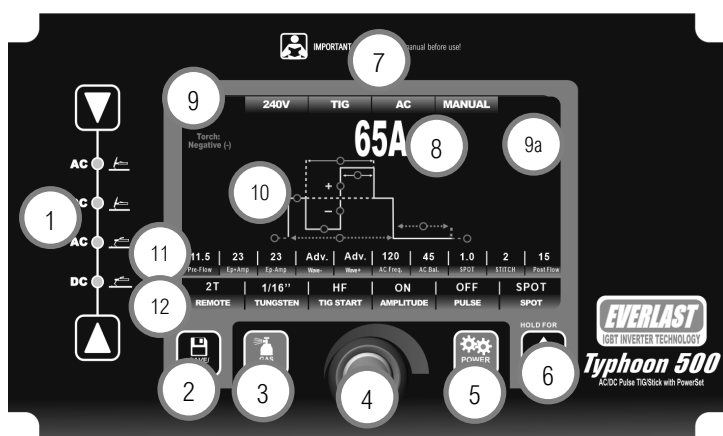 IMPORTANT manual before use!
7
9
240V TIG AC MANUAL
Torch:
Negative (-)
65A
8
9a
AC
10
+
1
−
AC
11
1.5 23 23 Adv. Adv. 120 45 1.0 2 15
Pre-Flow Ep+Amp Ep-Amp Wave- Wave+ AC Freq. AC Bal. SPOT STITCH Post Flow
DC
12
2T 1/16’’ HF ON OFF SPOT
REMOTE TUNGSTEN TIG START AMPLITUDE PULSE SPOT
HOLD FOR
EVERLAST
IGBT INVERTER TECHNOLOGY
GAS
POWER
2
3
4
5
6
Typhoon 500
AC/DC Pulse TIG/Stick with PowerSet